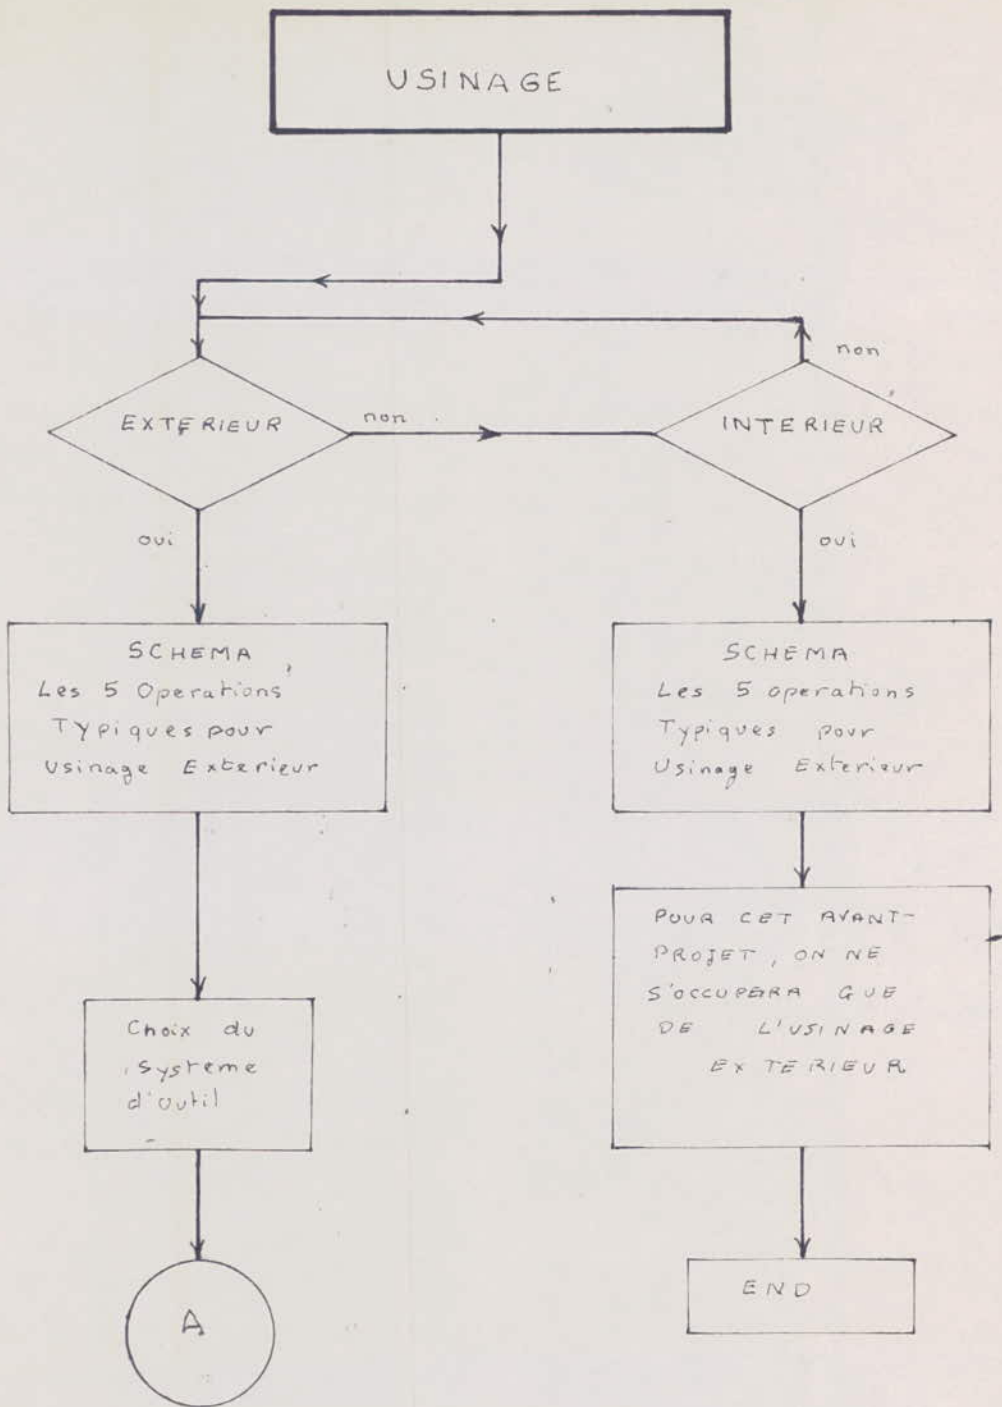 USINAGE
non
EXTERIEUR
non
INTERIEUR
oui
oui
SCHEMA
Les 5 Operations
Typiques pour
Usinage Exterieur
SCHEMA
Les 5 operations
Typiques pour
Usinage Exterieur
POUR CET AVANT-
PROJET, ON NE
S'OCCUPERA QUE
DE L'USINAGE
EXTERIEUR
Choix du
Systeme
d'outil
END
A